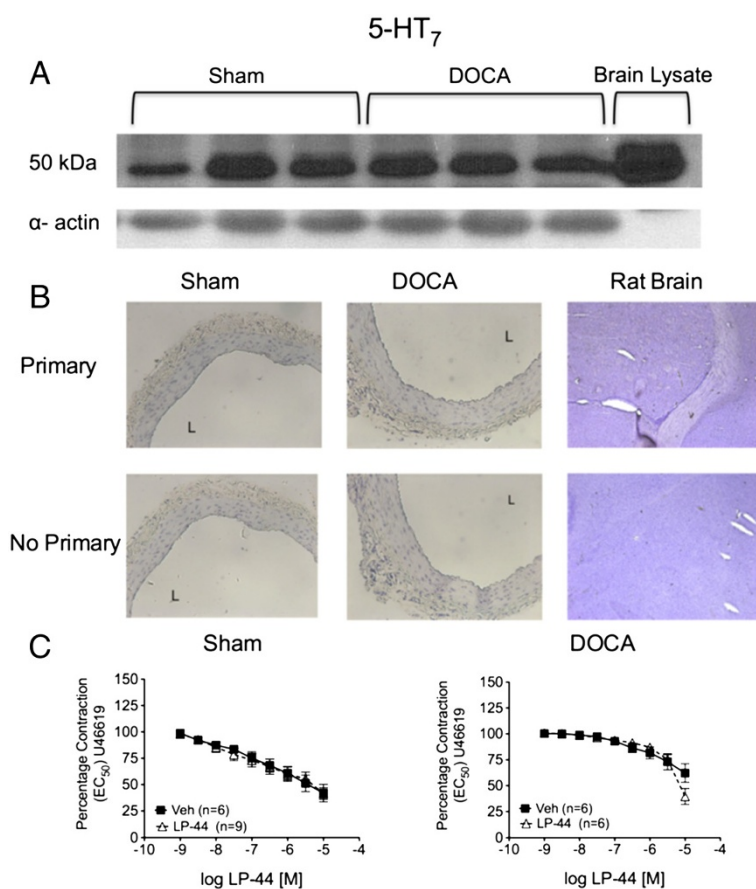 5-HT7
A
Sham DOCA Brain Lysate
50 kDa
α- actin
B
Sham DOCA Rat Brain
Primary
L L
No Primary
L L
C
Sham DOCA
Percentage Contraction
(EC50) U46619
150
125
100
75
50
25
0
Veh (n=6)
LP-44 (n=9)
-10 -9 -8 -7 -6 -5 -4
log LP-44 [M]
Percentage Contraction
(EC50) U46619
150
125
100
75
50
25
0
Veh (n=6)
LP-44 (n=6)
-10 -9 -8 -7 -6 -5 -4
log LP-44 [M]